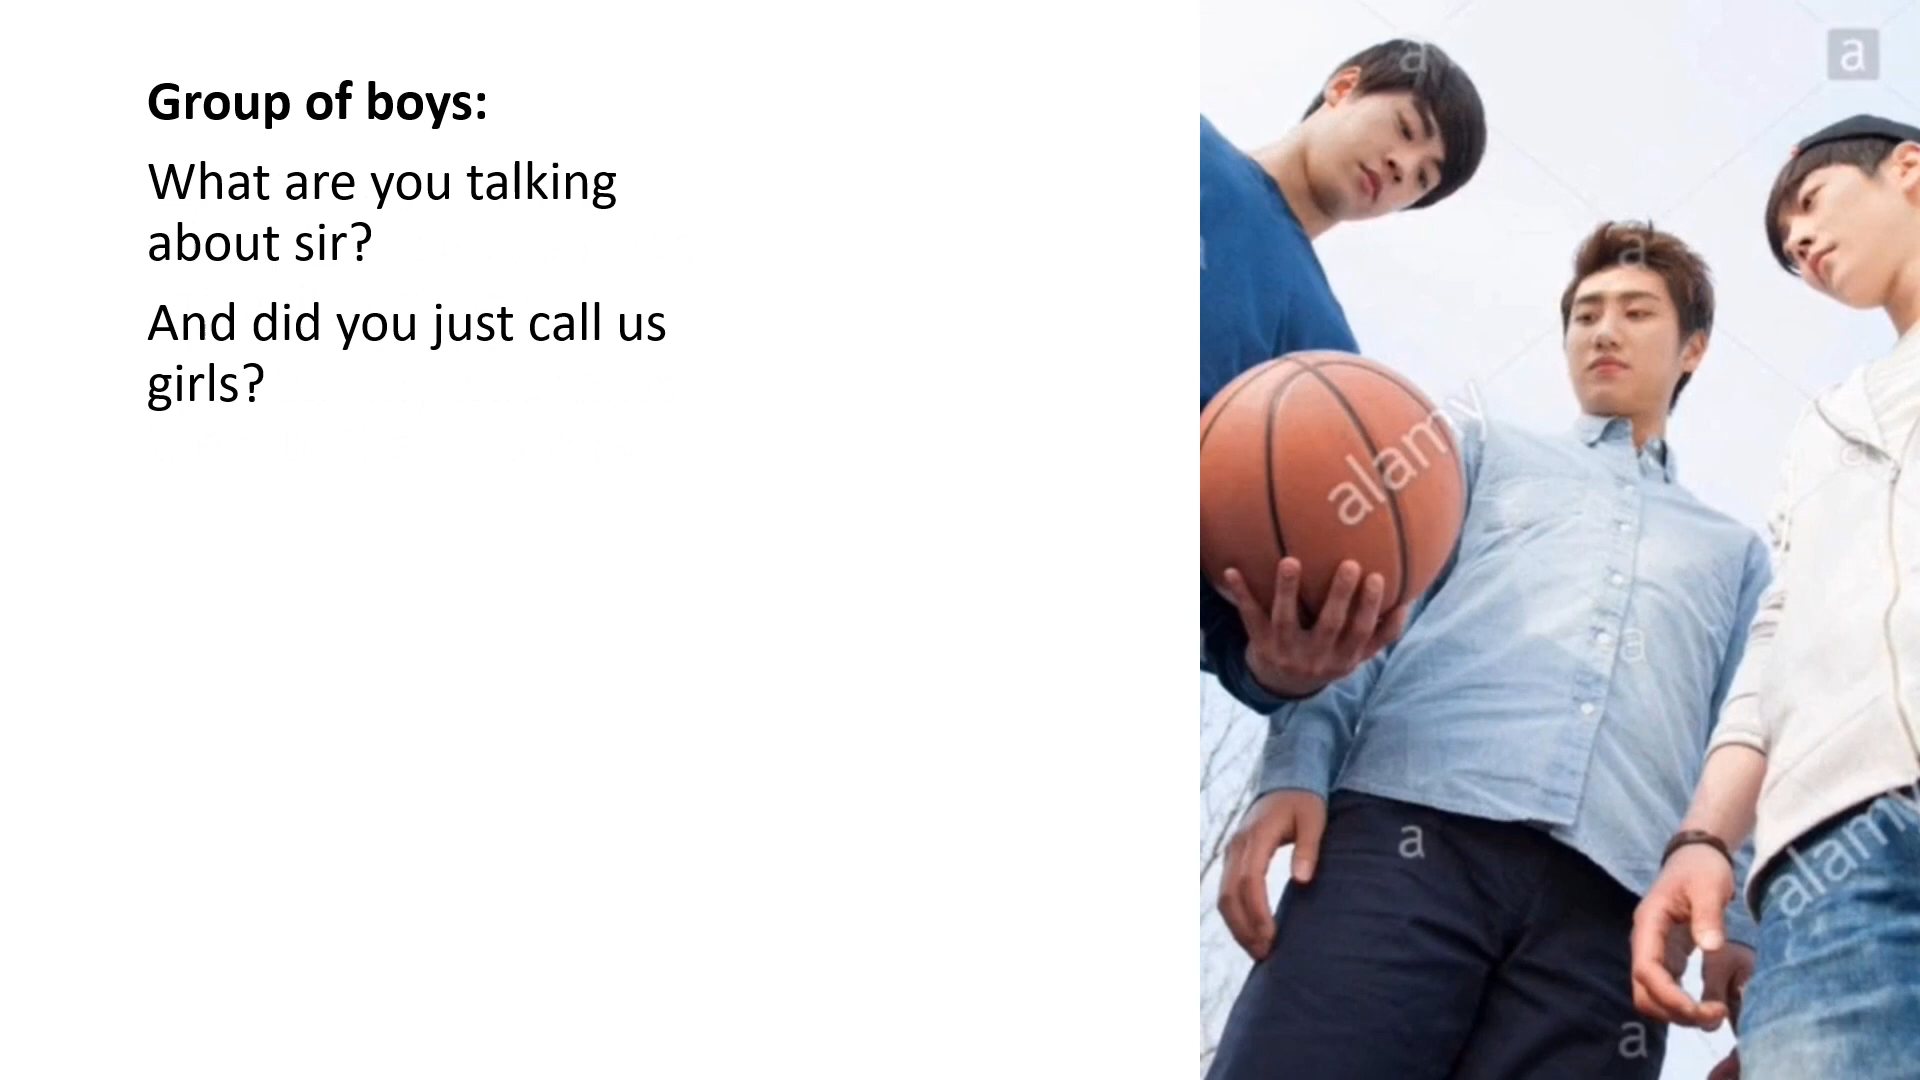 Group of boys:
What are you talking
about sir?
And did you just call us
girls?
a
a
a
alamy
a
a
a
alamy
a